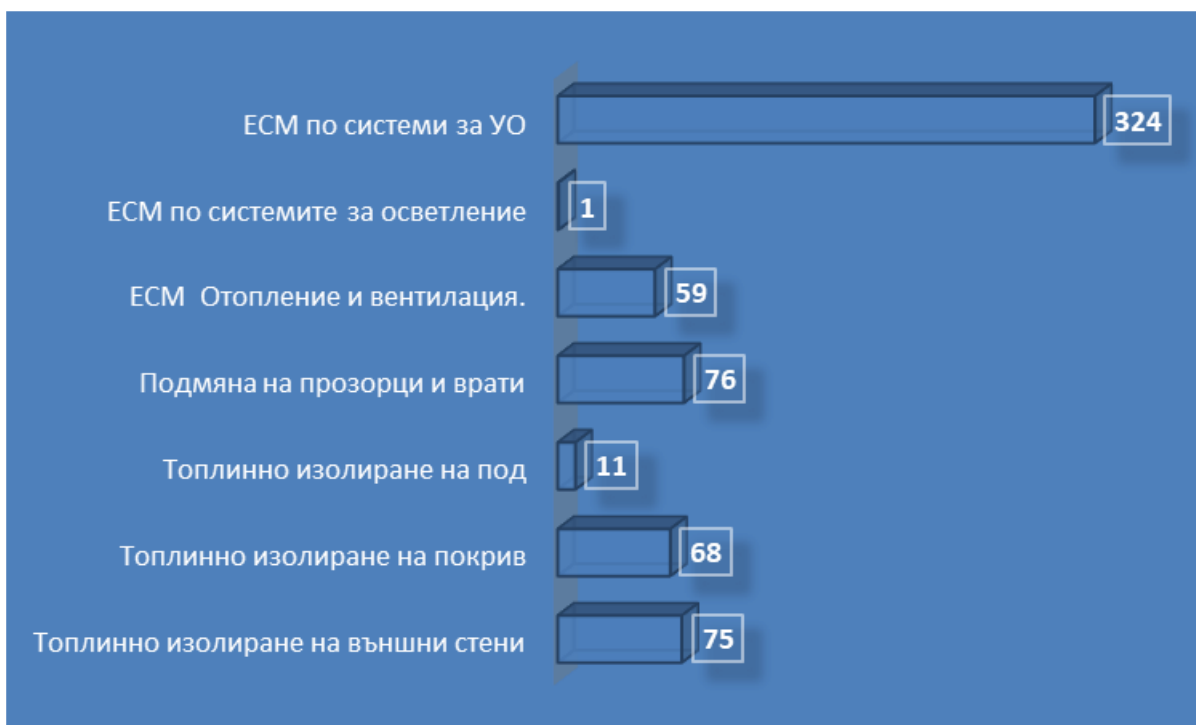 ЕСМ по системи за УО 324
ЕСМ по системите за осветление 1
ЕСМ Отопление и вентилация. 59
Подмяна на прозорци и врати 76
Топлинно изолиране на под 11
Топлинно изолиране на покрив 68
Топлинно изолиране на външни стени 75